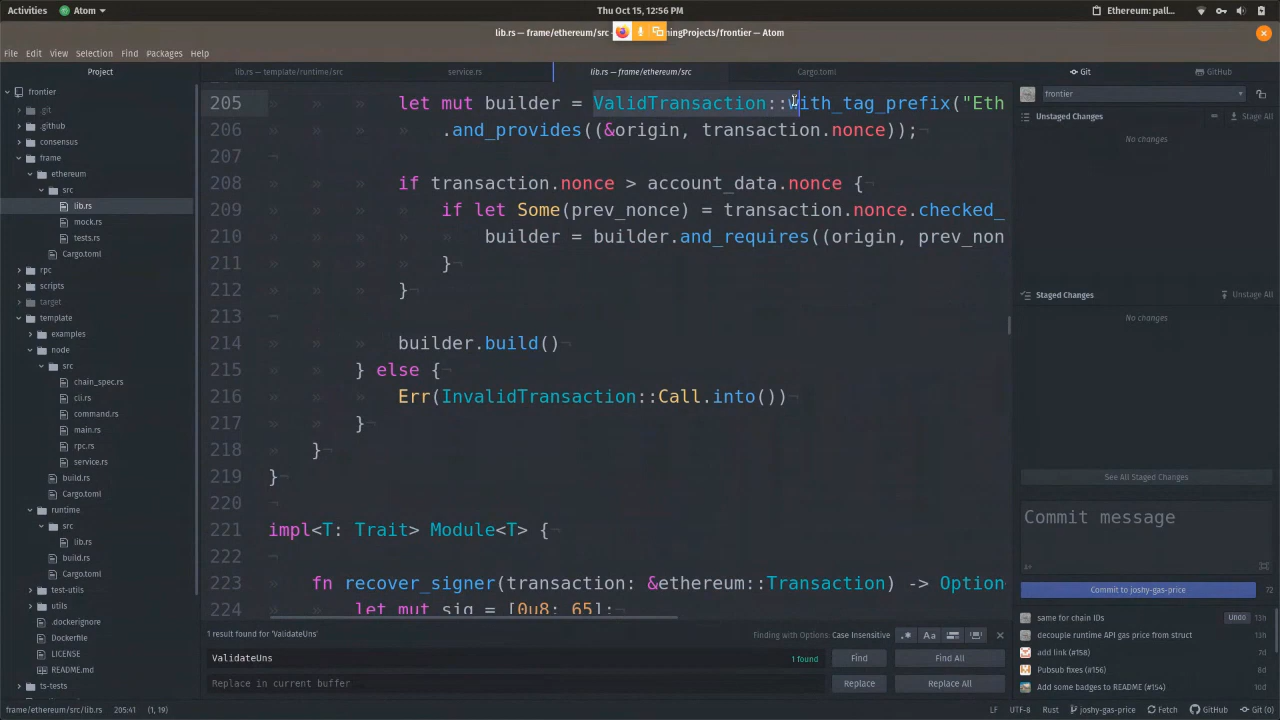 Activities
Atom
Thu Oct 15, 12:56 PM
Ethereum: pall…
lib.rs — frame/ethereum/src
ningProjects/frontier — Atom
File Edit View Selection Find Packages Help
Project
lib.rs — template/runtime/src
service.rs
lib.rs — frame/ethereum/src
Cargo.toml
Git
GitHub
frontier
.git
.github
consensus
frame
ethereum
src
lib.rs
mock.rs
tests.rs
Cargo.toml
rpc
scripts
target
template
examples
node
src
chain_spec.rs
cli.rs
command.rs
main.rs
rpc.rs
service.rs
build.rs
Cargo.toml
runtime
src
lib.rs
build.rs
Cargo.toml
test-utils
utils
.dockerignore
Dockerfile
LICENSE
README.md
ts-tests
205 let mut builder = ValidTransaction::with_tag_prefix("Eth
206 .and_provides((&origin, transaction.nonce));
207
208 if transaction.nonce > account_data.nonce {
209 if let Some(prev_nonce) = transaction.nonce.checked_
210 builder = builder.and_requires((origin, prev_non
211 }
212 }
213
214 builder.build()
215 } else {
216 Err(InvalidTransaction::Call.into())
217 }
218 }
219 }
220
221 impl<T: Trait> Module<T> {
222
223 fn recover_signer(transaction: &ethereum::Transaction) -> Option
224 let mut sig = [0u8; 65];
1 result found for 'ValidateUns'
Finding with Options: Case Insensitive
.*
Aa
ValidateUns
1 found
Find
Find All
Replace in current buffer
Replace
Replace All
frontier
Unstaged Changes
Stage All
No changes
Staged Changes
Unstage All
No changes
See All Staged Changes
Commit message
Commit to joshy-gas-price
72
same for chain IDs
Undo
13h
decouple runtime API gas price from struct
13h
add link (#158)
7d
Pubsub fixes (#156)
8d
Add some badges to README (#154)
10d
frame/ethereum/src/lib.rs
205:41
(1, 19)
LF
UTF-8
Rust
joshy-gas-price
Fetch
GitHub
Git (0)